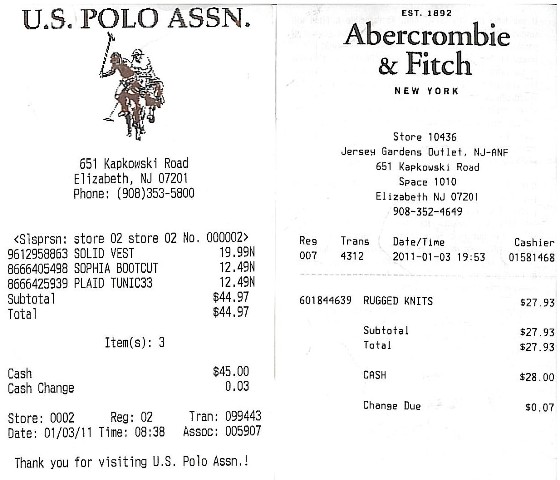 U.S. POLO ASSN.
651 Kapkowski Road
Elizabeth, NJ 07201
Phone: (908)353-5800
<Slsprsn: store 02 store 02 No. 000002>
9612958863 SOLID VEST 19.99N
8666405498 SOPHIA BOOTCUT 12.49N
8666425939 PLAID TUNIC33 12.49N
Subtotal $44.97
Total $44.97
Item(s): 3
Cash $45.00
Cash Change 0.03
Store: 0002 Reg: 02 Tran: 099443
Date: 01/03/11 Time: 08:38 Assoc: 005907
Thank you for visiting U.S. Polo Assn.!
EST. 1892
Abercrombie
& Fitch
NEW YORK
Store 10436
Jersey Gardens Outlet, NJ-ANF
651 Kapkowski Road
Space 1010
Elizabeth NJ 07201
908-352-4649
Reg Trans Date/Time Cashier
007 4312 2011-01-03 19:53 01581468
601844639 RUGGED KNITS $27.93
Subtotal $27.93
Total $27.93
CASH $28.00
Change Due $0.07